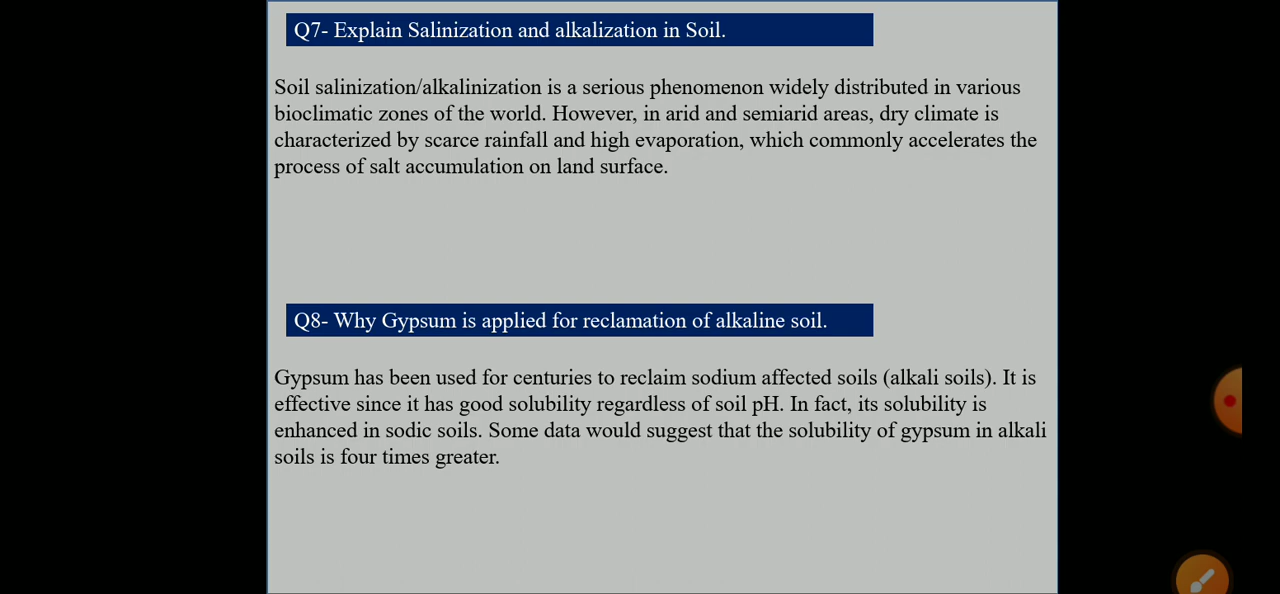 Q7- Explain Salinization and alkalization in Soil.
Soil salinization/alkalinization is a serious phenomenon widely distributed in various
bioclimatic zones of the world. However, in arid and semiarid areas, dry climate is
characterized by scarce rainfall and high evaporation, which commonly accelerates the
process of salt accumulation on land surface.
Q8- Why Gypsum is applied for reclamation of alkaline soil.
Gypsum has been used for centuries to reclaim sodium affected soils (alkali soils). It is
effective since it has good solubility regardless of soil pH. In fact, its solubility is
enhanced in sodic soils. Some data would suggest that the solubility of gypsum in alkali
soils is four times greater.